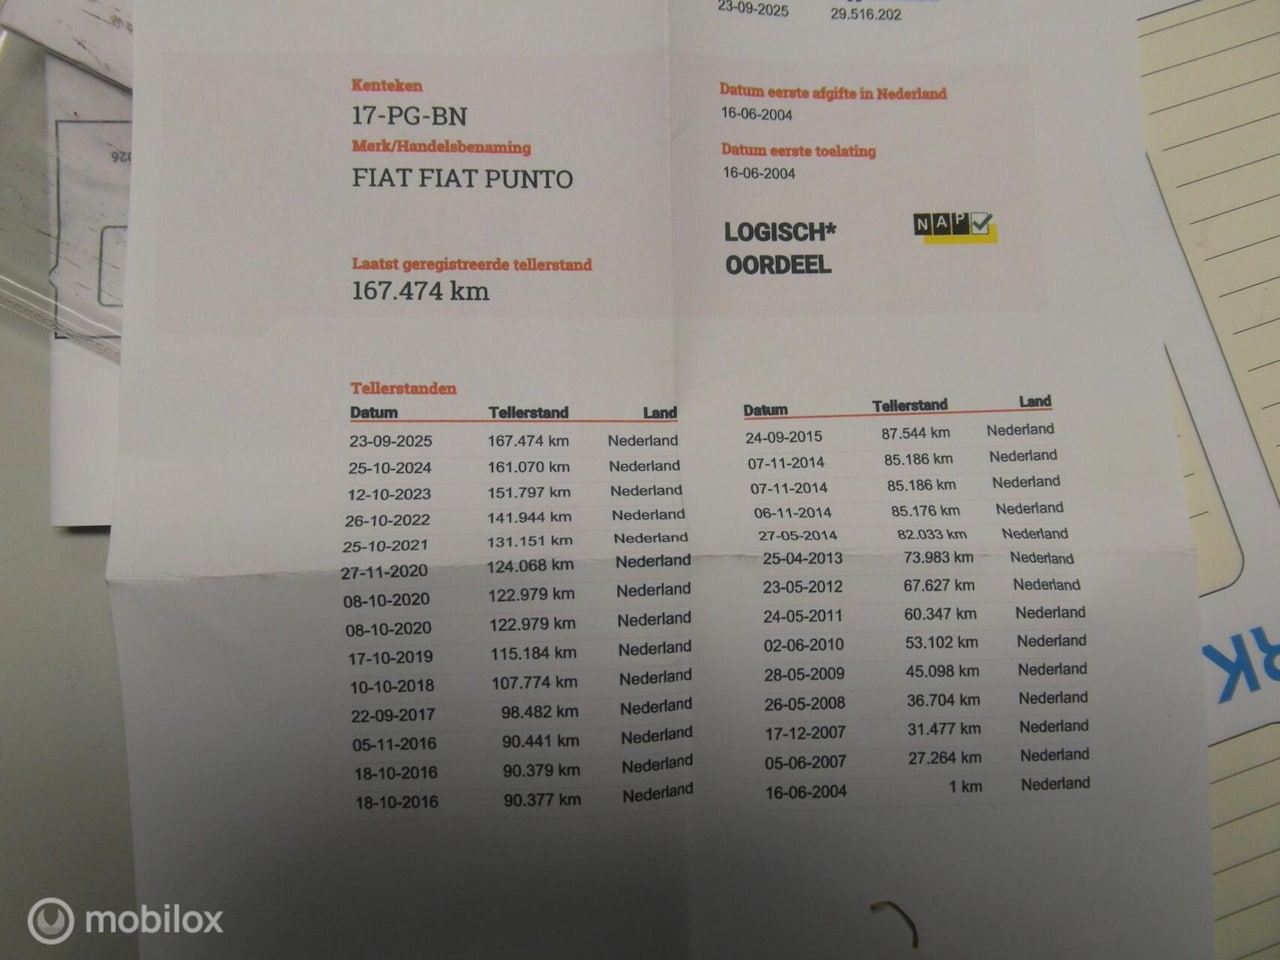 23-09-2025 29.516.202
Kenteken
17-PG-BN
Merk/Handelsbenaming
FIAT FIAT PUNTO
Laatst geregistreerde tellerstand
167.474 km
Datum eerste afgifte in Nederland
16-06-2004
Datum eerste toelating
16-06-2004
LOGISCH*
OORDEEL
NAP
Tellerstanden
Datum Tellerstand Land
23-09-2025 167.474 km Nederland
25-10-2024 161.070 km Nederland
12-10-2023 151.797 km Nederland
26-10-2022 141.944 km Nederland
25-10-2021 131.151 km Nederland
27-11-2020 124.068 km Nederland
08-10-2020 122.979 km Nederland
08-10-2020 122.979 km Nederland
17-10-2019 115.184 km Nederland
10-10-2018 107.774 km Nederland
22-09-2017 98.482 km Nederland
05-11-2016 90.441 km Nederland
18-10-2016 90.379 km Nederland
18-10-2016 90.377 km Nederland
Datum Tellerstand Land
24-09-2015 87.544 km Nederland
07-11-2014 85.186 km Nederland
07-11-2014 85.186 km Nederland
06-11-2014 85.176 km Nederland
27-05-2014 82.033 km Nederland
25-04-2013 73.983 km Nederland
23-05-2012 67.627 km Nederland
24-05-2011 60.347 km Nederland
02-06-2010 53.102 km Nederland
28-05-2009 45.098 km Nederland
26-05-2008 36.704 km Nederland
17-12-2007 31.477 km Nederland
05-06-2007 27.264 km Nederland
16-06-2004 1 km Nederland
RK
mobilox